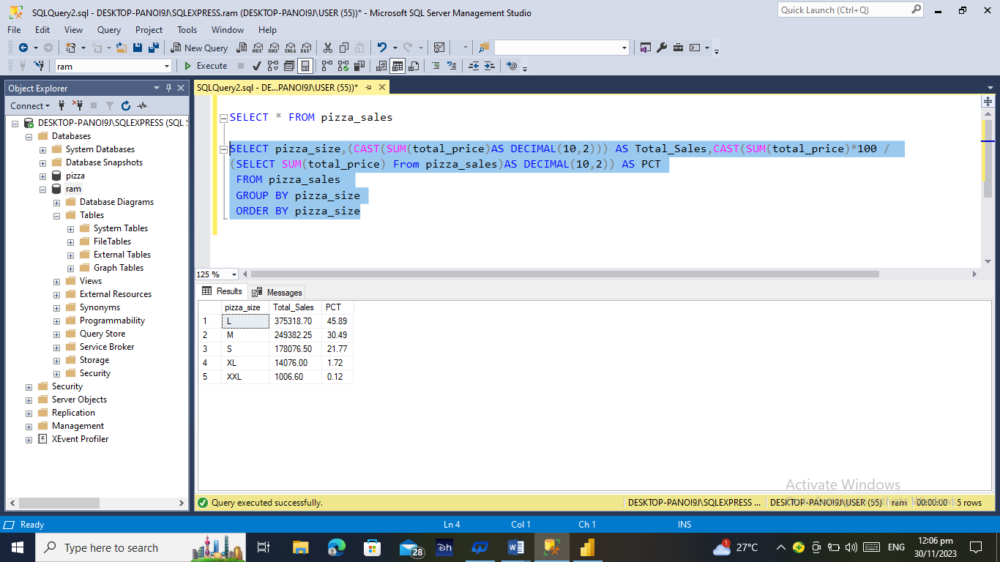 SQLQuery2.sql - DESKTOP-PANOI9J\SQLEXPRESS.ram (DESKTOP-PANOI9J\USER (55))* - Microsoft SQL Server Management Studio
Quick Launch (Ctrl+Q)
File Edit View Query Project Tools Window Help
New Query MDX DMX XMLA DAX
ram Execute
Object Explorer
SQLQuery2.sql - DE...PANOI9J\USER (55))*
Connect
DESKTOP-PANOI9J\SQLEXPRESS (SQL
Databases
System Databases
Database Snapshots
pizza
ram
Database Diagrams
Tables
System Tables
FileTables
External Tables
Graph Tables
Views
External Resources
Synonyms
Programmability
Query Store
Service Broker
Storage
Security
Security
Server Objects
Replication
Management
XEvent Profiler
SELECT * FROM pizza_sales
SELECT pizza_size,(CAST(SUM(total_price)AS DECIMAL(10,2))) AS Total_Sales,CAST(SUM(total_price)*100 /
(SELECT SUM(total_price) From pizza_sales)AS DECIMAL(10,2)) AS PCT
FROM pizza_sales
GROUP BY pizza_size
ORDER BY pizza_size
125 %
Results Messages
pizza_size Total_Sales PCT
1 L 375318.70 45.89
2 M 249382.25 30.49
3 S 178076.50 21.77
4 XL 14076.00 1.72
5 XXL 1006.60 0.12
Activate Windows
Query executed successfully. DESKTOP-PANOI9J\SQLEXPRESS ... DESKTOP-PANOI9J\USER (55) ram 00:00:00 5 rows
Ready Ln 4 Col 1 Ch 1 INS
Type here to search 28 1 27°C ENG 12:06 pm
30/11/2023